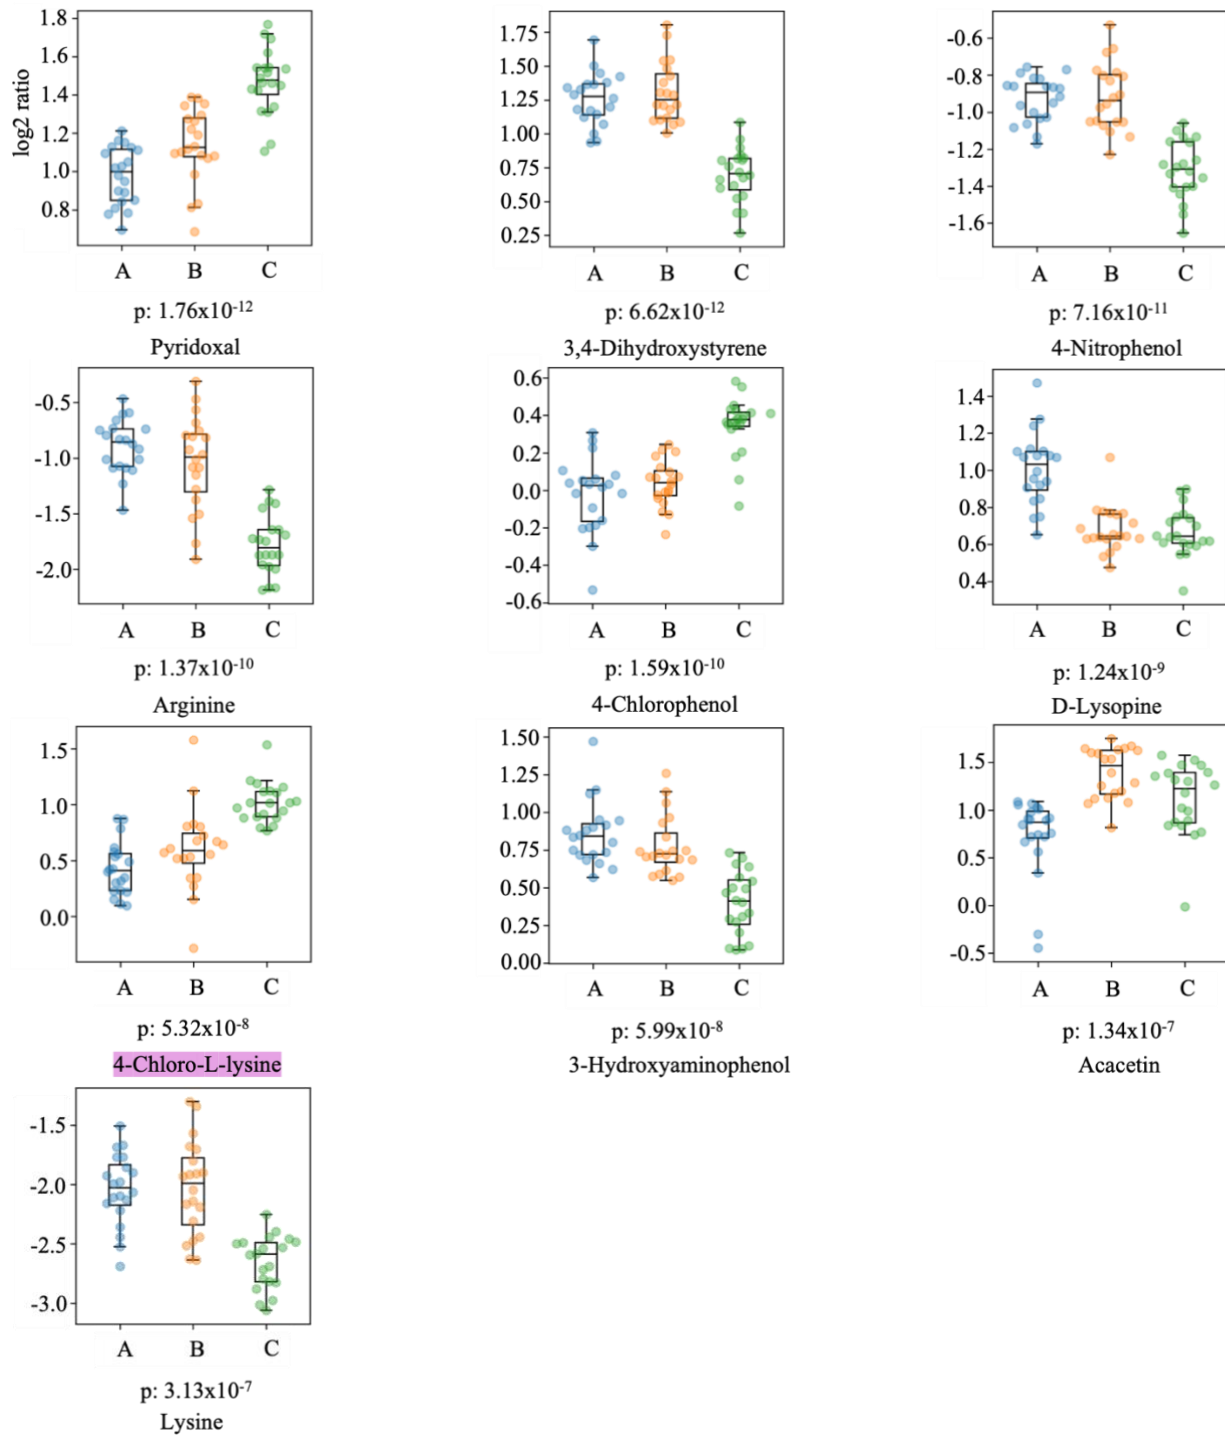 log2 ratio
1.8
1.6
1.4
1.2
1.0
0.8
A B C
p: 1.76x10-12
Pyridoxal
1.75
1.50
1.25
1.00
0.75
0.50
0.25
A B C
p: 6.62x10-12
3,4-Dihydroxystyrene
-0.6
-0.8
-1.0
-1.2
-1.4
-1.6
A B C
p: 7.16x10-11
4-Nitrophenol
-0.5
-1.0
-1.5
-2.0
A B C
p: 1.37x10-10
Arginine
0.6
0.4
0.2
0.0
-0.2
-0.4
-0.6
A B C
p: 1.59x10-10
4-Chlorophenol
1.4
1.2
1.0
0.8
0.6
0.4
A B C
p: 1.24x10-9
D-Lysopine
1.5
1.0
0.5
0.0
A B C
p: 5.32x10-8
4-Chloro-L-lysine
1.50
1.25
1.00
0.75
0.50
0.25
0.00
A B C
p: 5.99x10-8
3-Hydroxyaminophenol
1.5
1.0
0.5
0.0
-0.5
A B C
p: 1.34x10-7
Acacetin
-1.5
-2.0
-2.5
-3.0
A B C
p: 3.13x10-7
Lysine